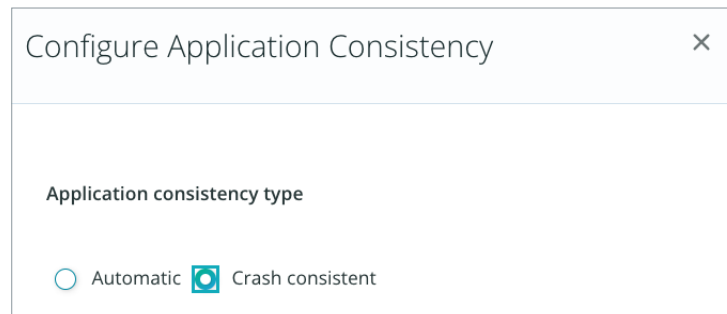 Configure Application Consistency
Application consistency type
Automatic Crash consistent